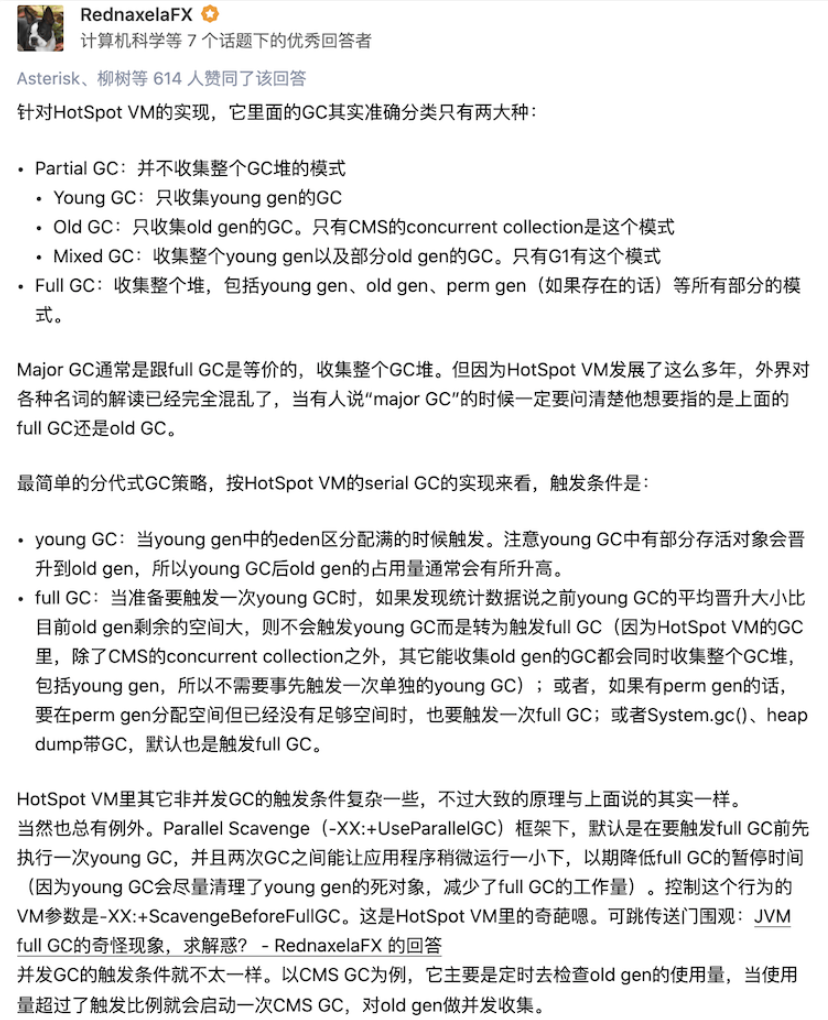 RednaxelaFX
计算机科学等 7 个话题下的优秀回答者
Asterisk、柳树等 614 人赞同了该回答
针对HotSpot VM的实现，它里面的GC其实准确分类只有两大种：
• Partial GC：并不收集整个GC堆的模式
• Young GC：只收集young gen的GC
• Old GC：只收集old gen的GC。只有CMS的concurrent collection是这个模式
• Mixed GC：收集整个young gen以及部分old gen的GC。只有G1有这个模式
• Full GC：收集整个堆，包括young gen、old gen、perm gen（如果存在的话）等所有部分的模
式。
Major GC通常是跟full GC是等价的，收集整个GC堆。但因为HotSpot VM发展了这么多年，外界对
各种名词的解读已经完全混乱了，当有人说“major GC”的时候一定要问清楚他想要指的是上面的
full GC还是old GC。
最简单的分代式GC策略，按HotSpot VM的serial GC的实现来看，触发条件是：
• young GC：当young gen中的eden区分配满的时候触发。注意young GC中有部分存活对象会晋
升到old gen，所以young GC后old gen的占用量通常会有所升高。
• full GC：当准备要触发一次young GC时，如果发现统计数据说之前young GC的平均晋升大小比
目前old gen剩余的空间大，则不会触发young GC而是转为触发full GC（因为HotSpot VM的GC
里，除了CMS的concurrent collection之外，其它能收集old gen的GC都会同时收集整个GC堆，
包括young gen，所以不需要事先触发一次单独的young GC）；或者，如果有perm gen的话，
要在perm gen分配空间但已经没有足够空间时，也要触发一次full GC；或者System.gc()、heap
dump带GC，默认也是触发full GC。
HotSpot VM里其它非并发GC的触发条件复杂一些，不过大致的原理与上面说的其实一样。
当然也总有例外。Parallel Scavenge（-XX:+UseParallelGC）框架下，默认是在要触发full GC前先
执行一次young GC，并且两次GC之间能让应用程序稍微运行一小下，以期降低full GC的暂停时间
（因为young GC会尽量清理了young gen的死对象，减少了full GC的工作量）。控制这个行为的
VM参数是-XX:+ScavengeBeforeFullGC。这是HotSpot VM里的奇葩嗯。可跳传送门围观：JVM
full GC的奇怪现象，求解惑？ - RednaxelaFX 的回答
并发GC的触发条件就不太一样。以CMS GC为例，它主要是定时去检查old gen的使用量，当使用
量超过了触发比例就会启动一次CMS GC，对old gen做并发收集。